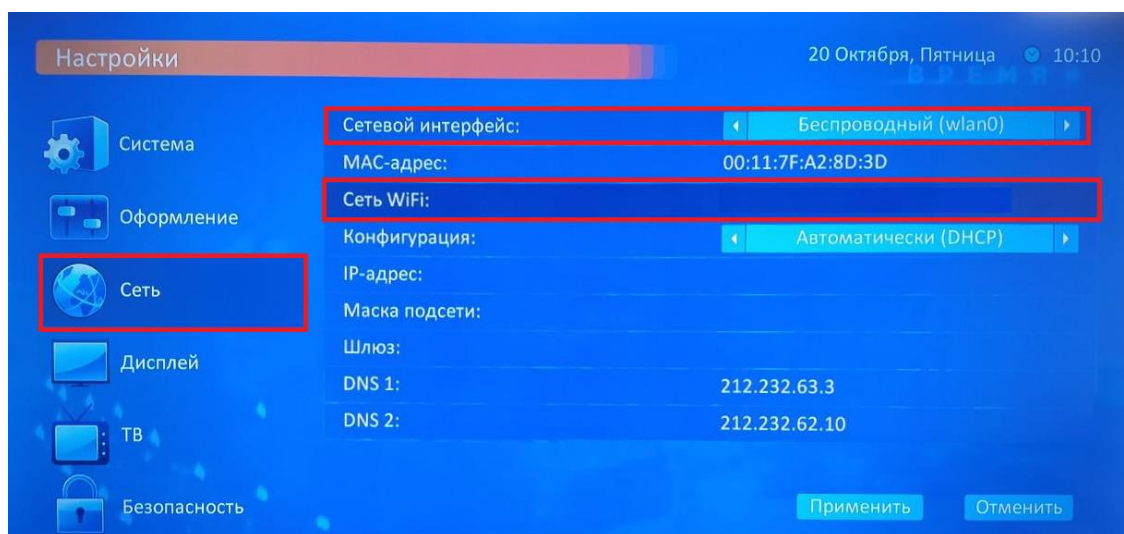 Настройки
20 Октября, Пятница 10:10
ВРЕМЯ
Система
Оформление
Сеть
Дисплей
ТВ
Безопасность
Сетевой интерфейс: Беспроводный (wlan0)
MAC-адрес: 00:11:7F:A2:8D:3D
Сеть WiFi:
Конфигурация: Автоматически (DHCP)
IP-адрес:
Маска подсети:
Шлюз:
DNS 1: 212.232.63.3
DNS 2: 212.232.62.10
Применить Отменить